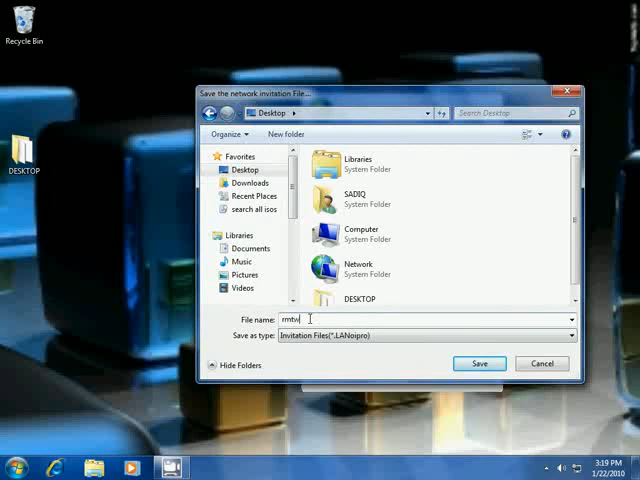 Recycle Bin
DESKTOP
Save the network invitation File...
Desktop
Search Desktop
Organize
New folder
Favorites
Desktop
Downloads
Recent Places
search all isos
Libraries
Documents
Music
Pictures
Videos
Libraries
System Folder
SADIQ
System Folder
Computer
System Folder
Network
System Folder
DESKTOP
File name: rmtw
Save as type: Invitation Files(*.LANoipro)
Hide Folders
Save
Cancel
3:19 PM
1/22/2010